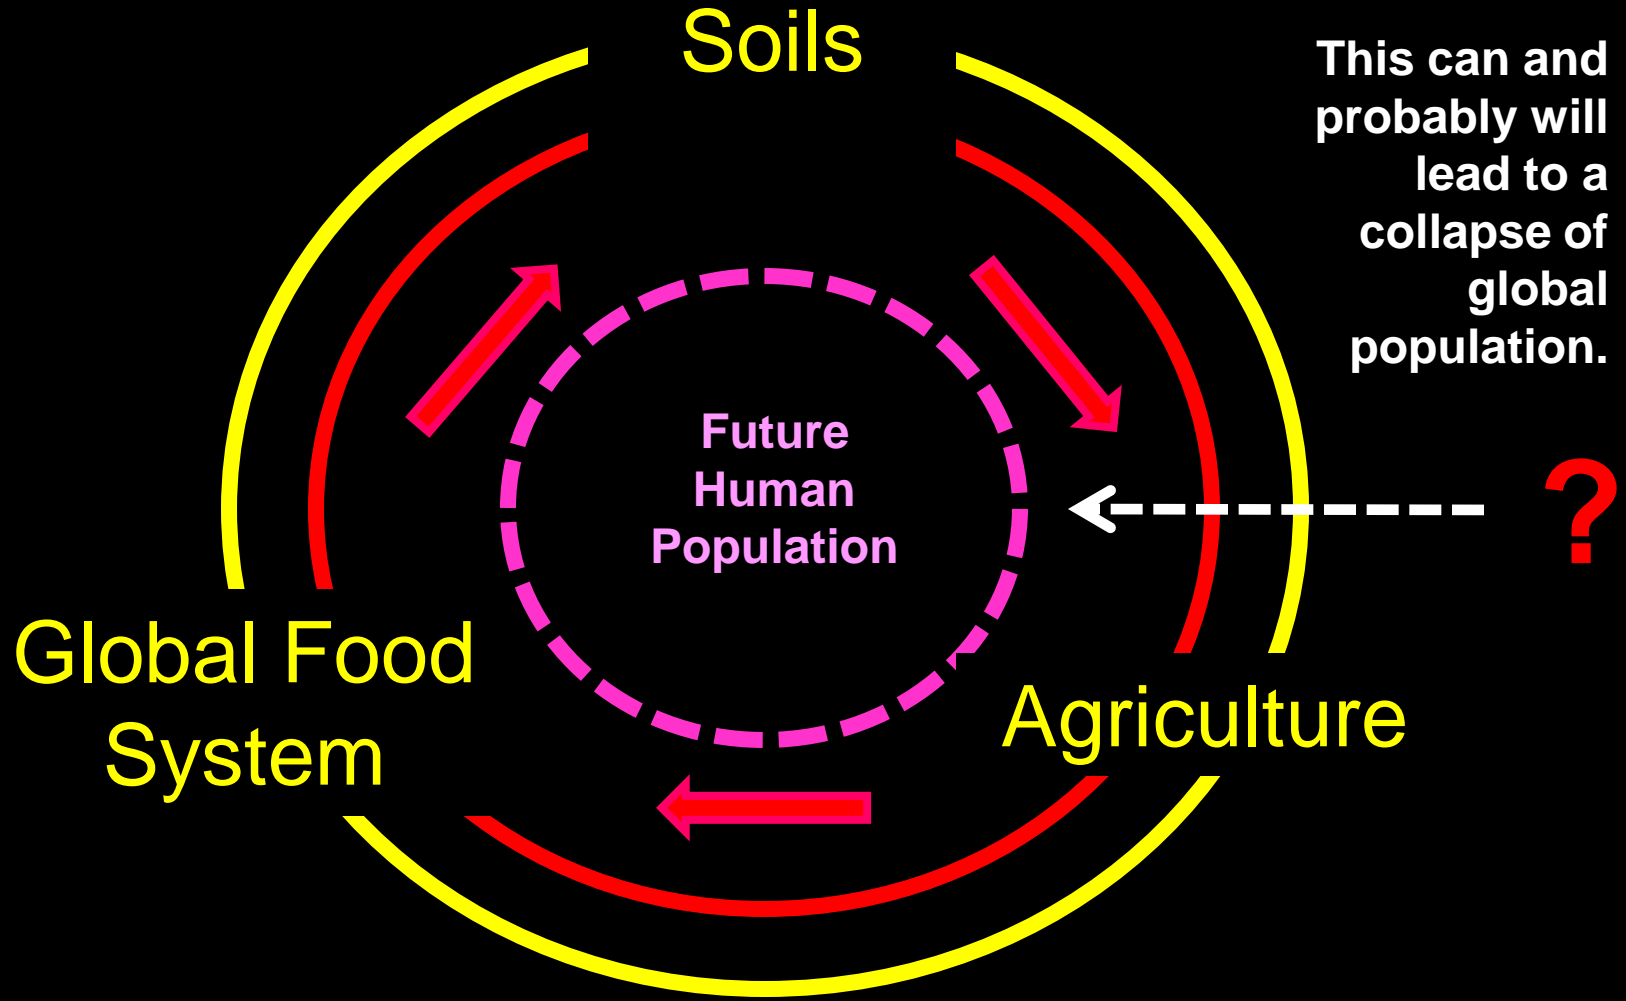 Soils
This can and
probably will
lead to a
collapse of
global
population.
Future
Human
Population
?
Global Food
System
Agriculture